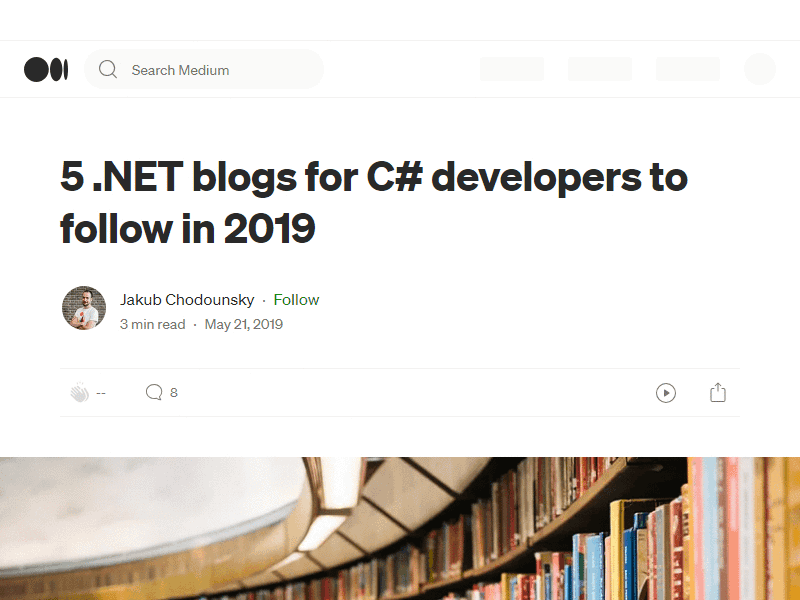 Search Medium
5 .NET blogs for C# developers to
follow in 2019
Jakub Chodounsky · Follow
3 min read · May 21, 2019
-- 8